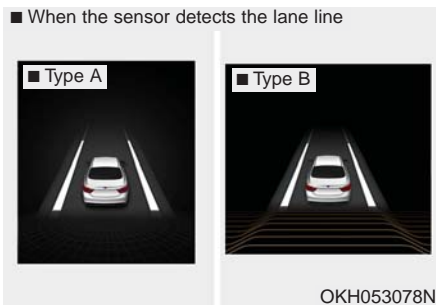 ■ When the sensor detects the lane line
■ Type A
■ Type B
OKH053078N